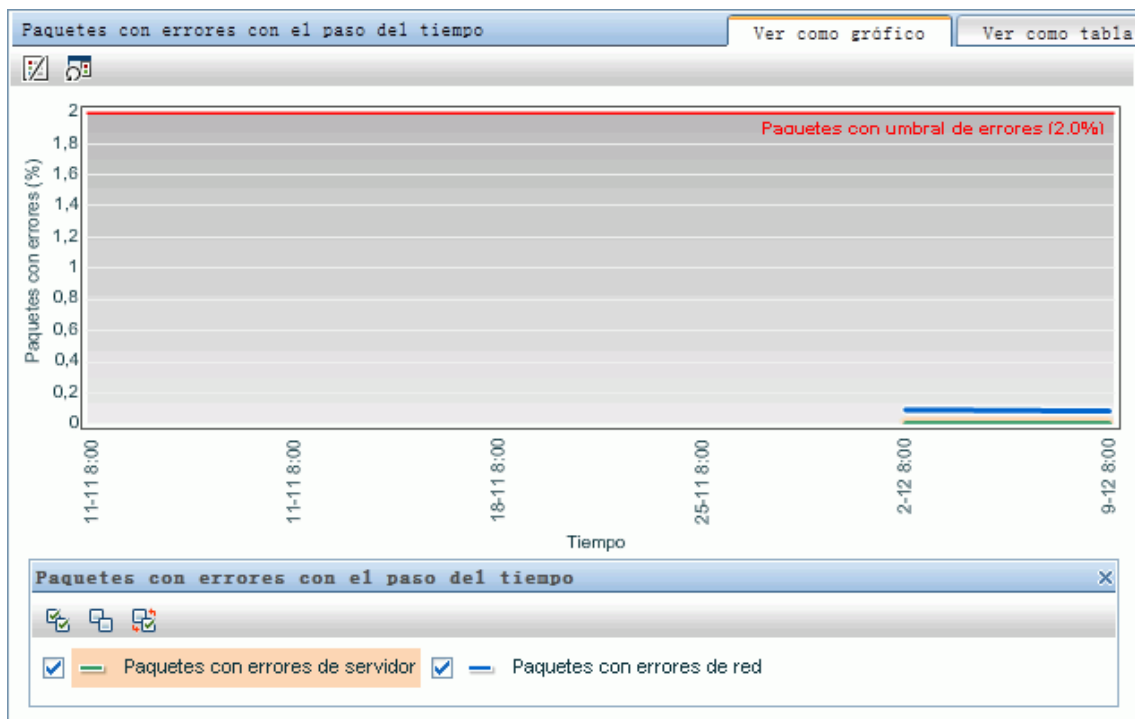 Paquetes con errores con el paso del tiempo
Ver como gráfico
Ver como tabla
Paquetes con umbral de errores (2.0%)
Paquetes con errores (%)
2
1,8
1,6
1,4
1,2
1
0,8
0,6
0,4
0,2
0
11-11 8:00
11-11 8:00
18-11 8:00
25-11 8:00
2-12 8:00
9-12 8:00
Tiempo
Paquetes con errores con el paso del tiempo
Paquetes con errores de servidor
Paquetes con errores de red